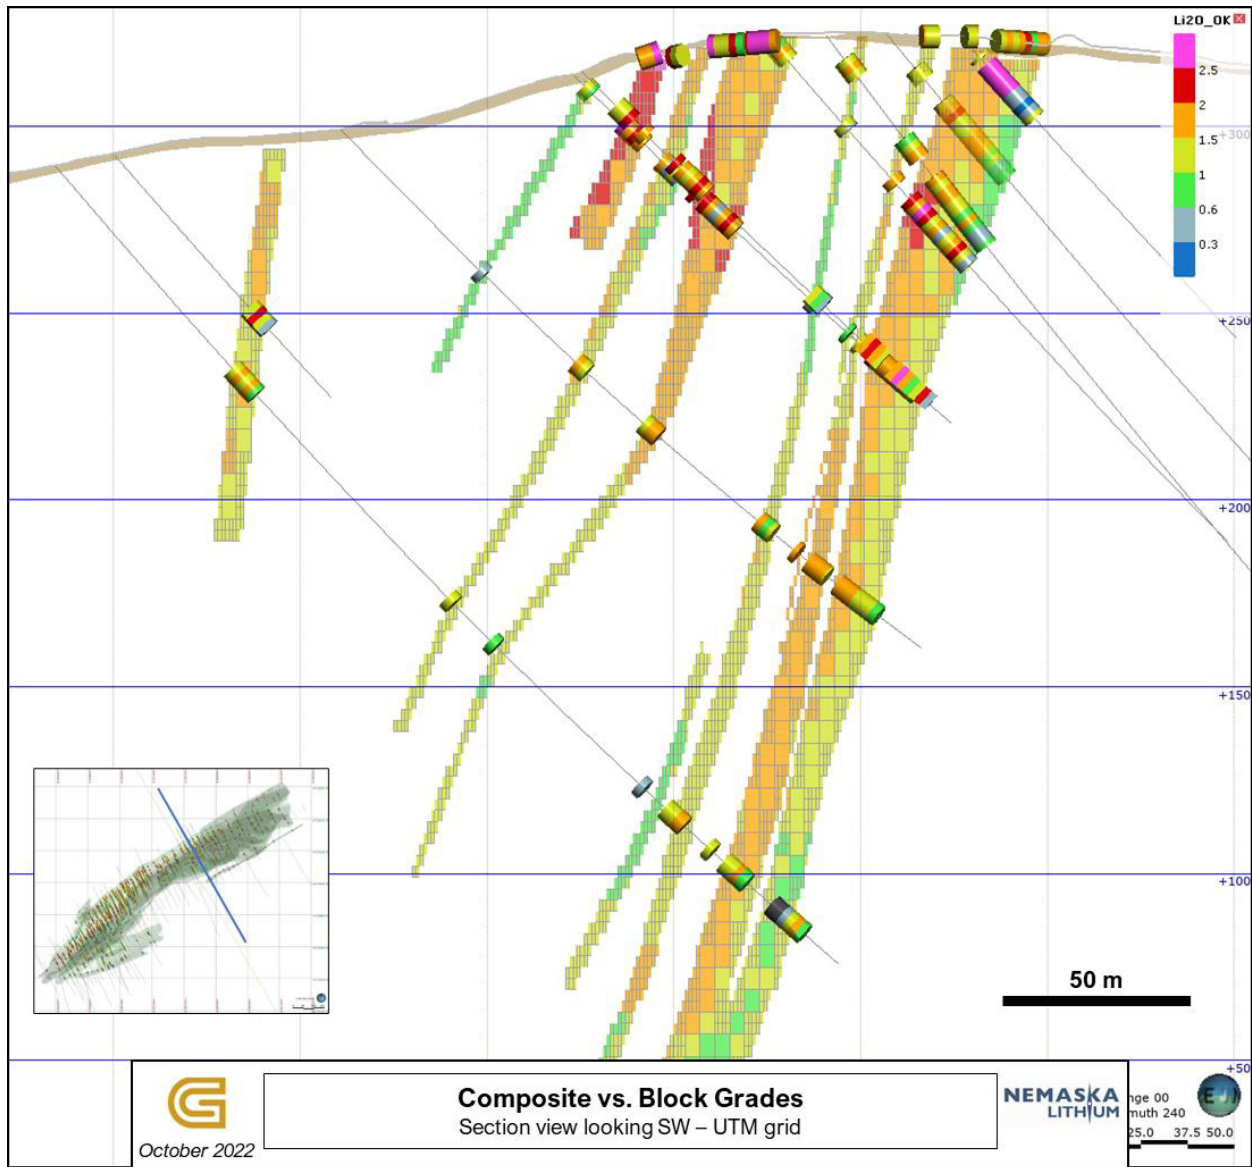 Li2O_OK
2.5
2
1.5
1
0.6
0.3
+300
+250
+200
+150
+100
+50
50 m
October 2022
Composite vs. Block Grades
Section view looking SW – UTM grid
NEMASKA
LITHIUM
nge 00
muth 240
25.0 37.5 50.0